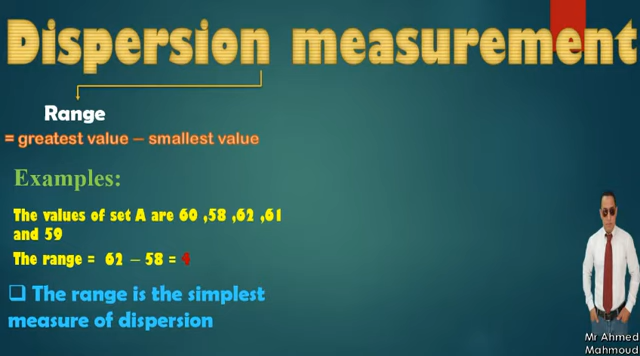 Dispersion measurement
Range
= greatest value – smallest value
Examples:
The values of set A are 60 ,58 ,62 ,61
and 59
The range = 62 – 58 = 4
❑ The range is the simplest
measure of dispersion
Mr Ahmed
Mahmoud